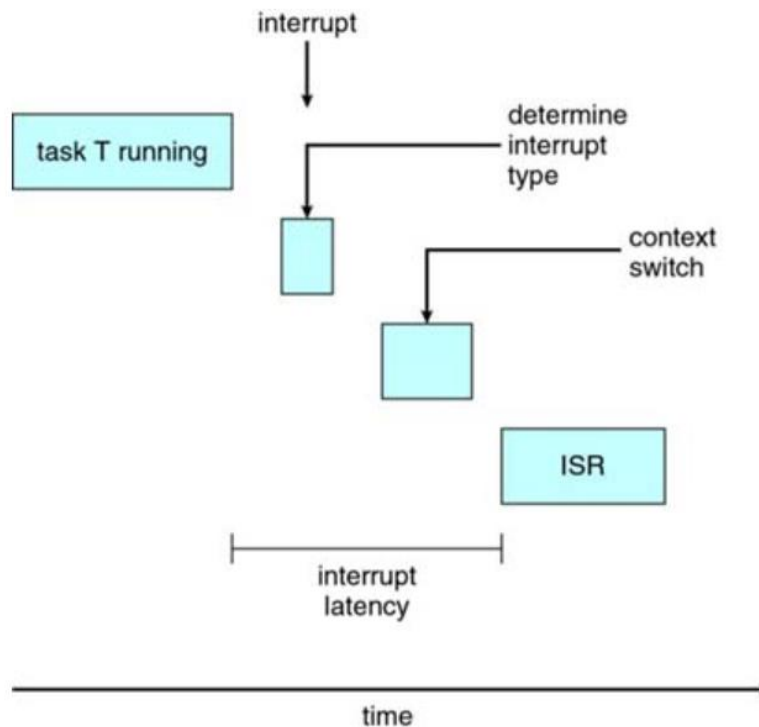 interrupt
task T running
determine
interrupt
type
context
switch
ISR
interrupt
latency
time